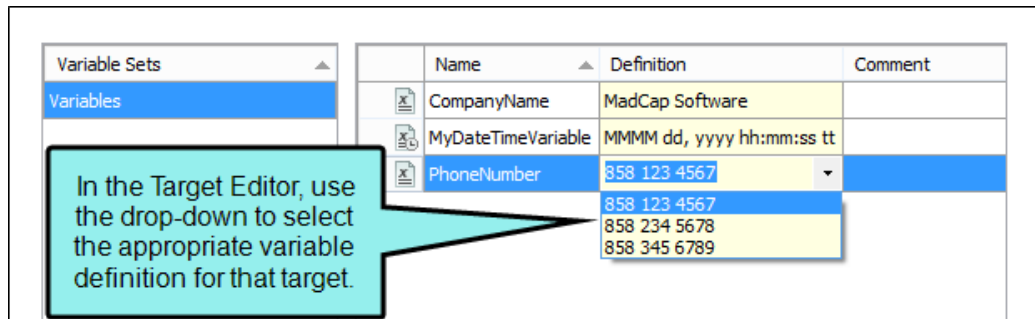 Variable Sets
Name Definition Comment
Variables
CompanyName MadCap Software
MyDateTimeVariable MMMM dd, yyyy hh:mm:ss tt
PhoneNumber 858 123 4567
858 123 4567
858 234 5678
858 345 6789
In the Target Editor, use
the drop-down to select
the appropriate variable
definition for that target.